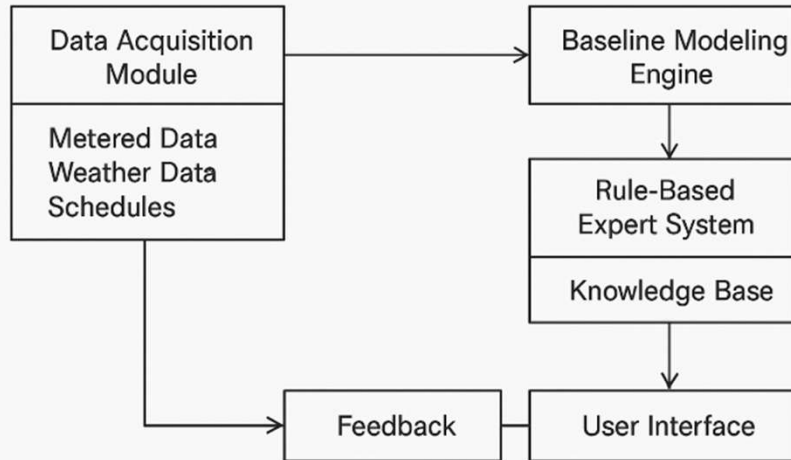 Data Acquisition
Module
Metered Data
Weather Data
Schedules
Baseline Modeling
Engine
Rule-Based
Expert System
Knowledge Base
Feedback
User Interface